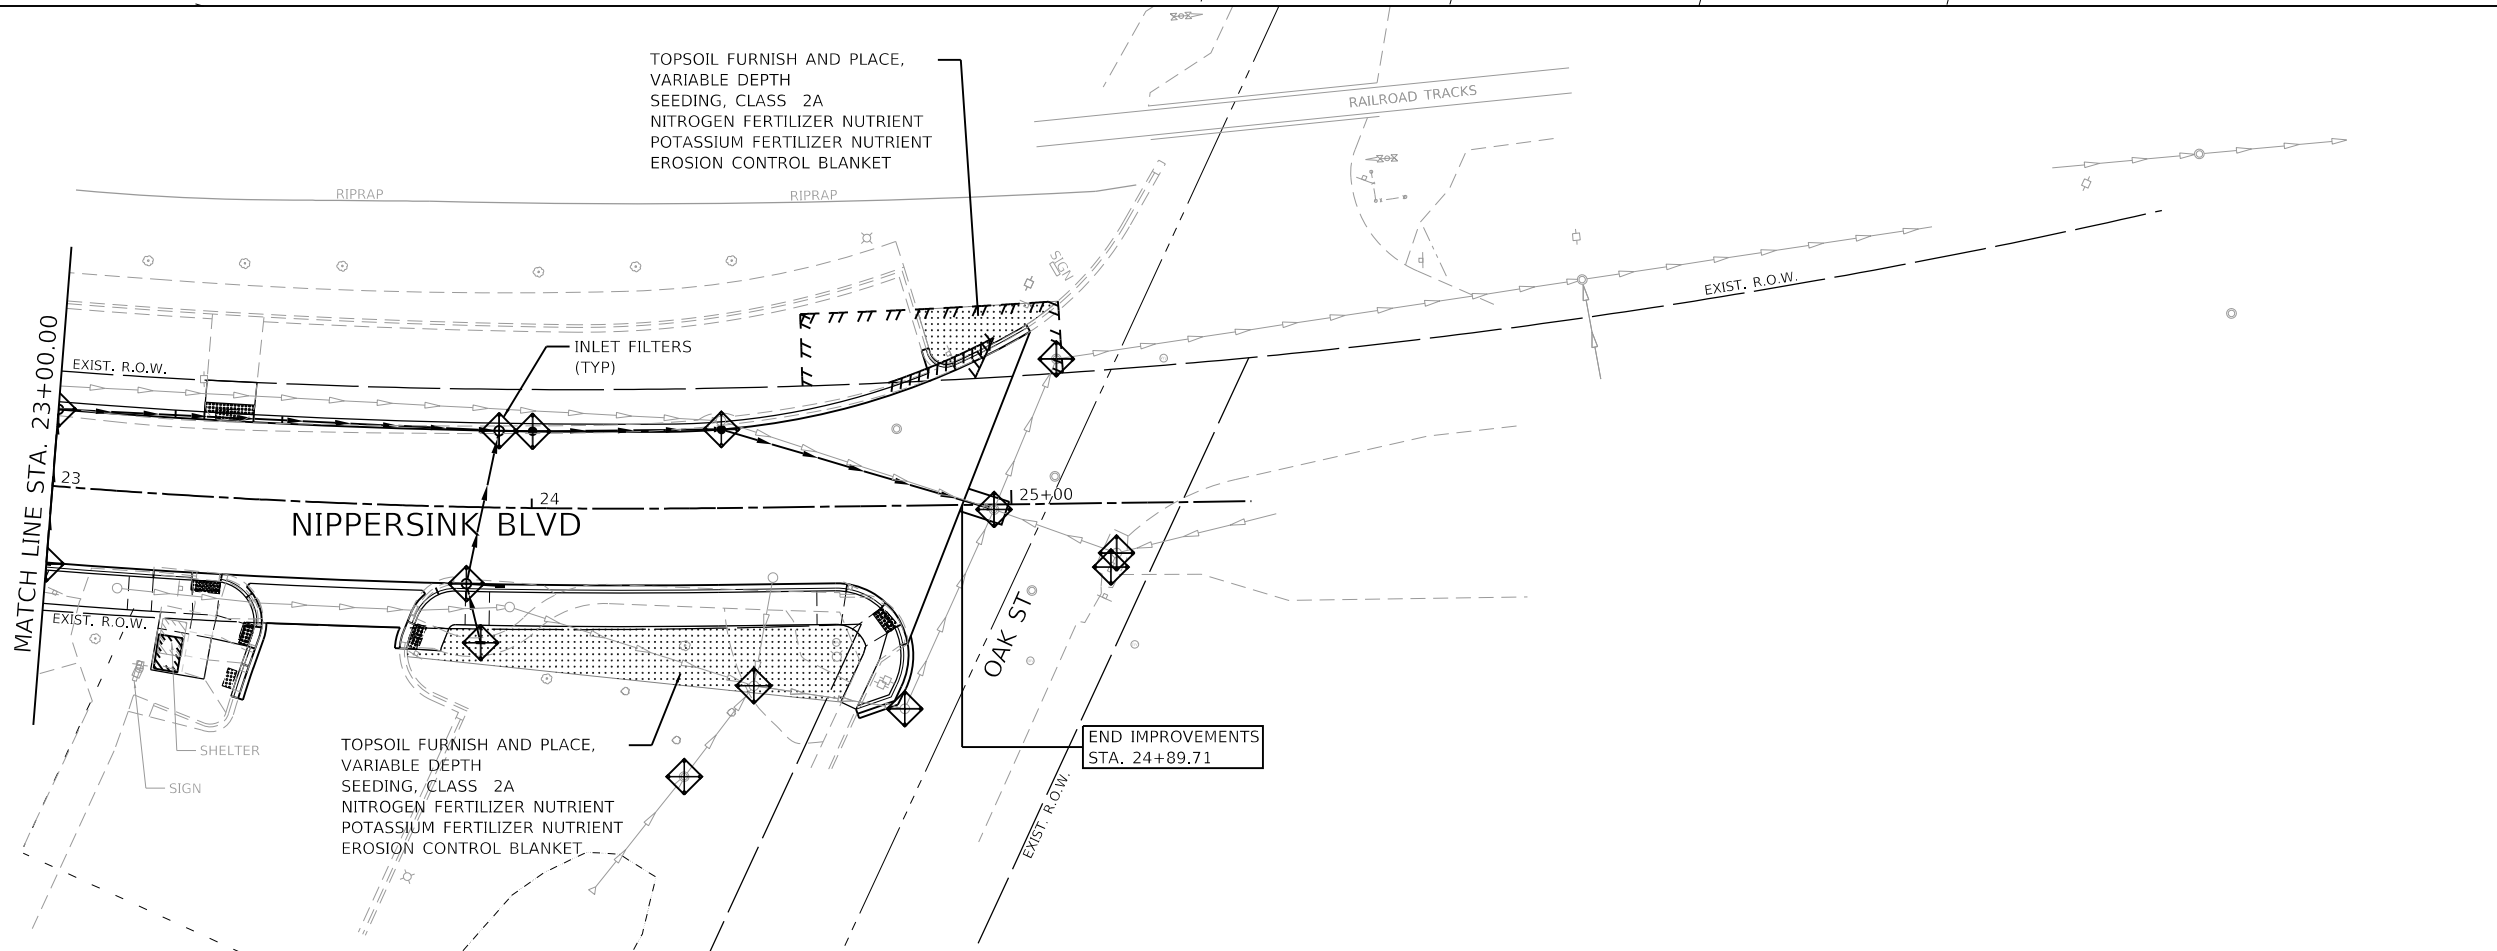 TOPSOIL FURNISH AND PLACE,
VARIABLE DEPTH
SEEDING, CLASS 2A
NITROGEN FERTILIZER NUTRIENT
POTASSIUM FERTILIZER NUTRIENT
EROSION CONTROL BLANKET
RAILROAD TRACKS
RIPRAP
RIPRAP
SIGN
EXIST. R.O.W.
INLET FILTERS
(TYP)
EXIST. R.O.W.
MATCH LINE STA. 23+00.00
23
24
25+00
NIPPERSINK BLVD
EXIST. R.O.W.
OAK ST
SHELTER
SIGN
TOPSOIL FURNISH AND PLACE,
VARIABLE DEPTH
SEEDING, CLASS 2A
NITROGEN FERTILIZER NUTRIENT
POTASSIUM FERTILIZER NUTRIENT
EROSION CONTROL BLANKET
END IMPROVEMENTS
STA. 24+89.71
EXIST. R.O.W.